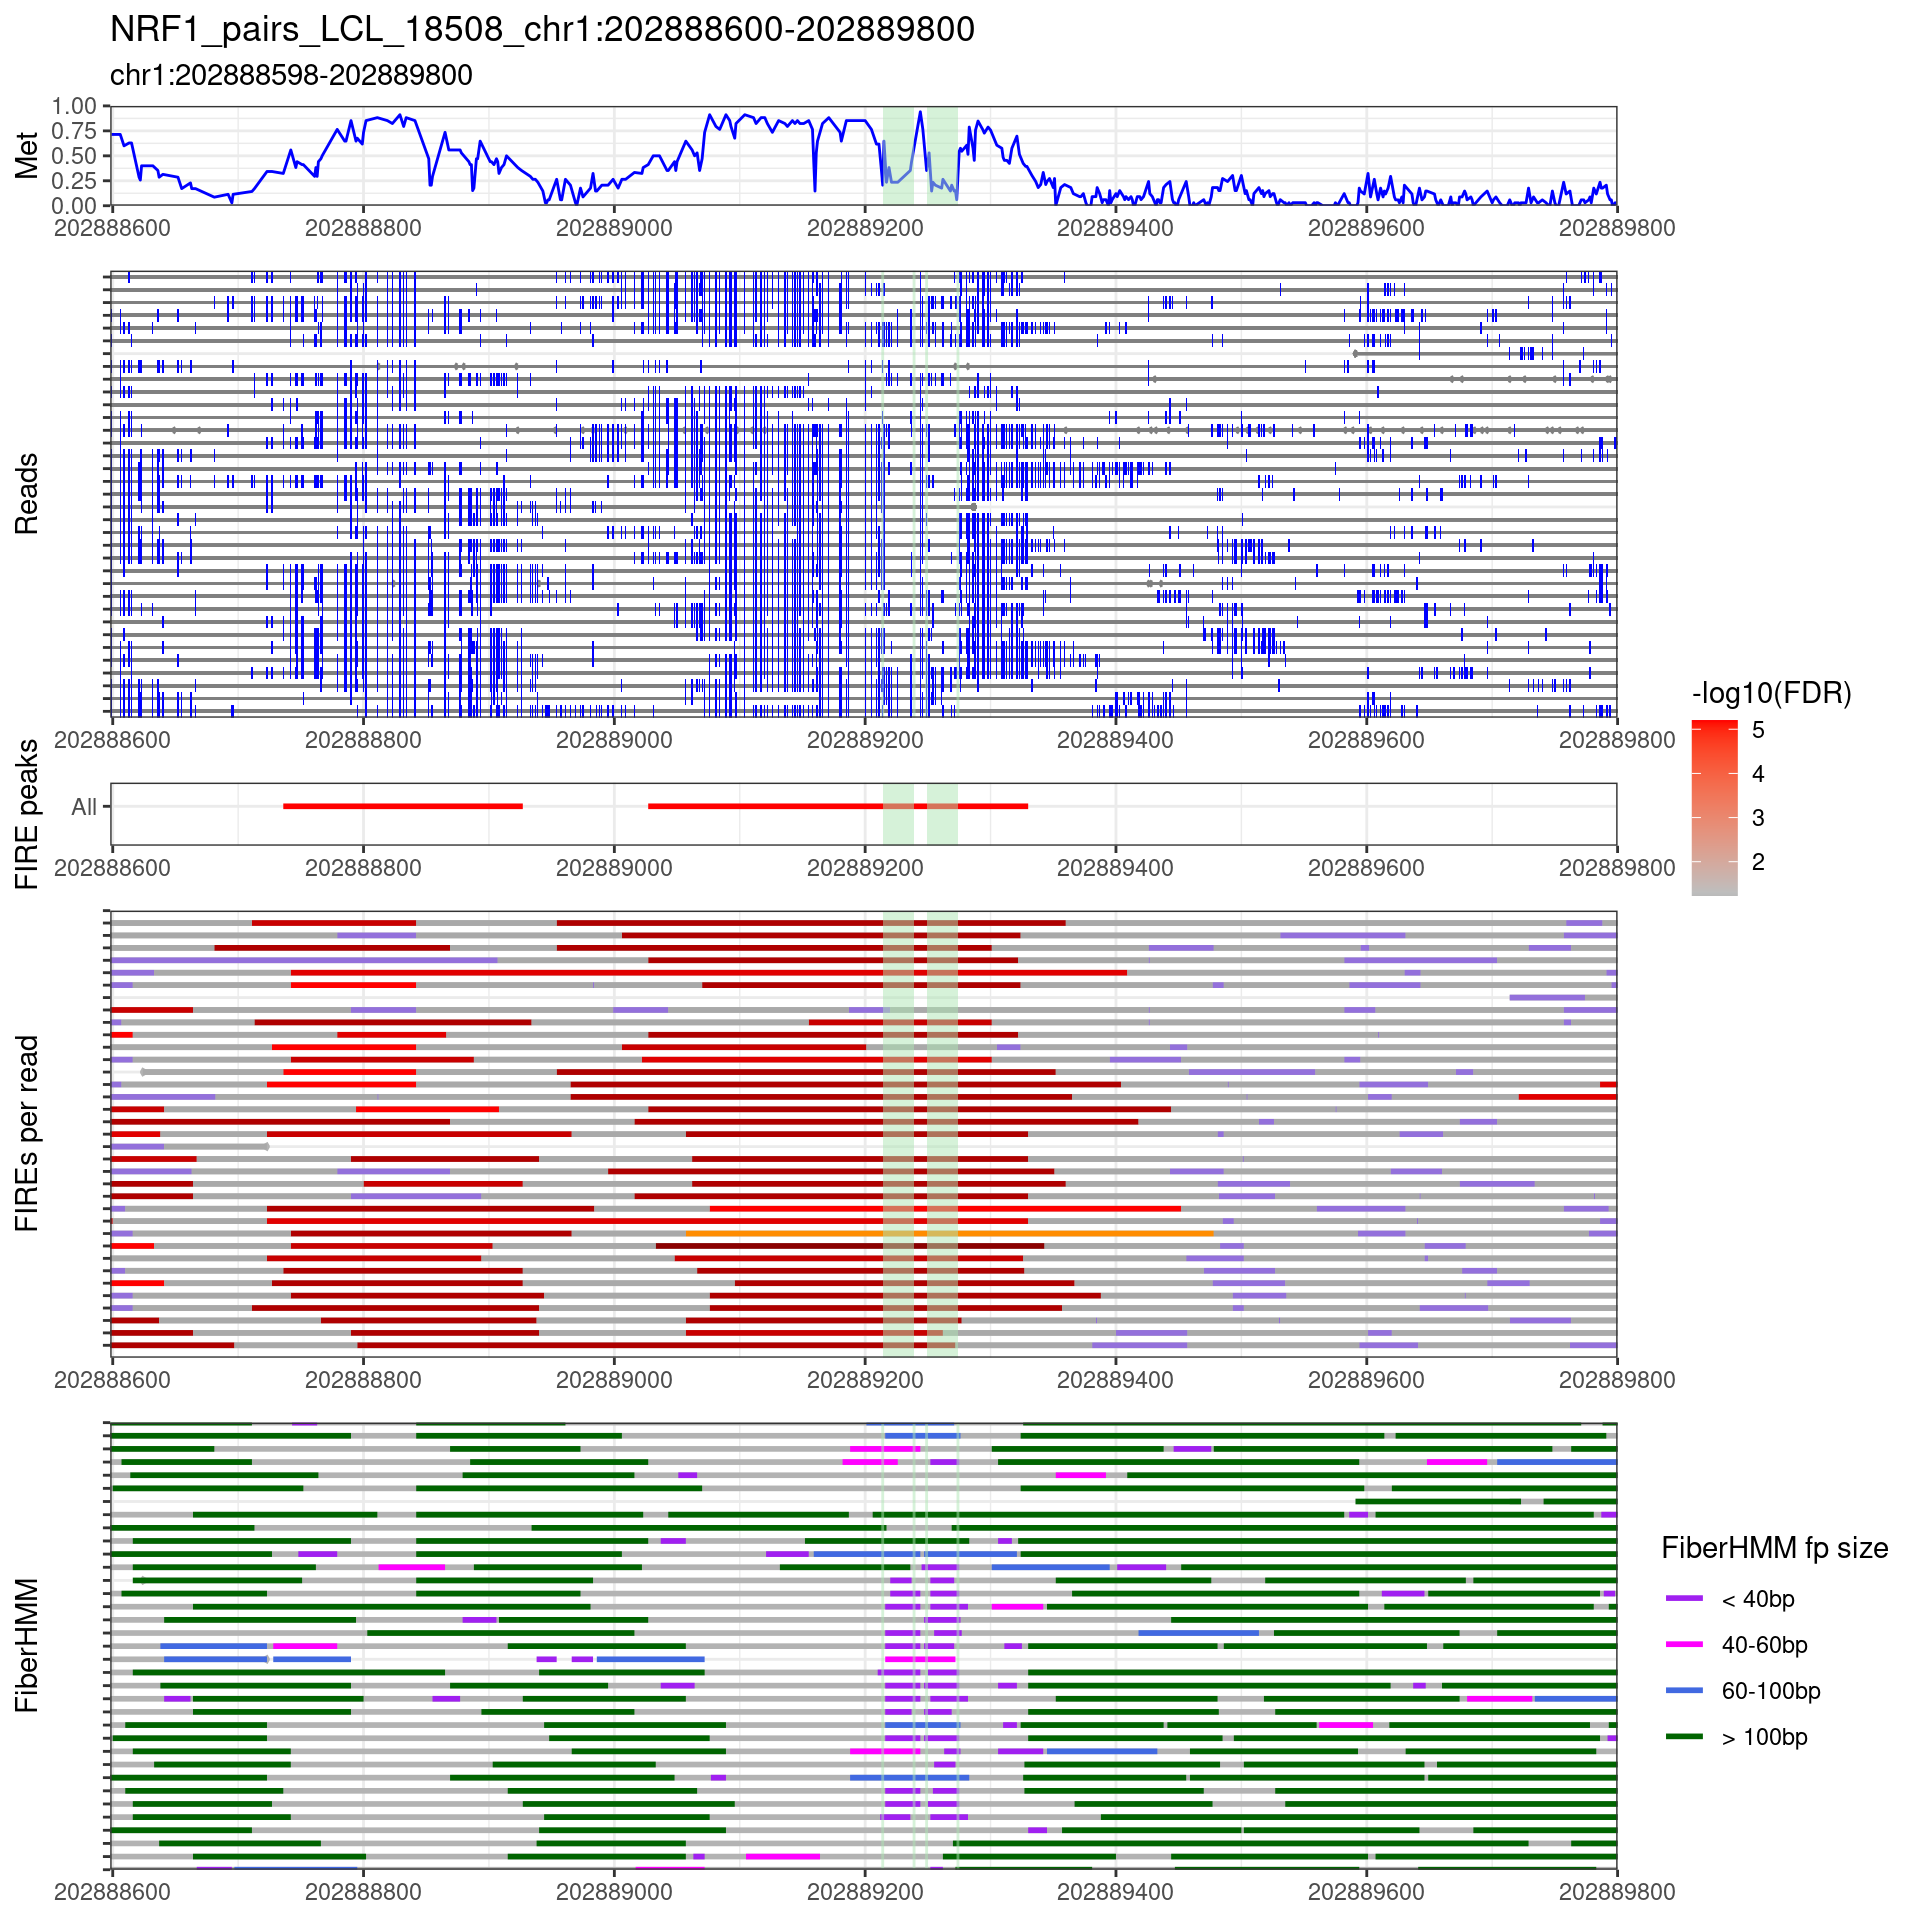 NRF1_pairs_LCL_18508_chr1:202888600-202889800
chr1:202888598-202889800
Met
1.00
0.75
0.50
0.25
0.00
202888600 202888800 202889000 202889200 202889400 202889600 202889800
Reads
202888600 202888800 202889000 202889200 202889400 202889600 202889800
FIRE peaks
All
202888600 202888800 202889000 202889200 202889400 202889600 202889800
-log10(FDR)
5
4
3
2
FIREs per read
202888600 202888800 202889000 202889200 202889400 202889600 202889800
FiberHMM
202888600 202888800 202889000 202889200 202889400 202889600 202889800
FiberHMM fp size
< 40bp
40-60bp
60-100bp
> 100bp